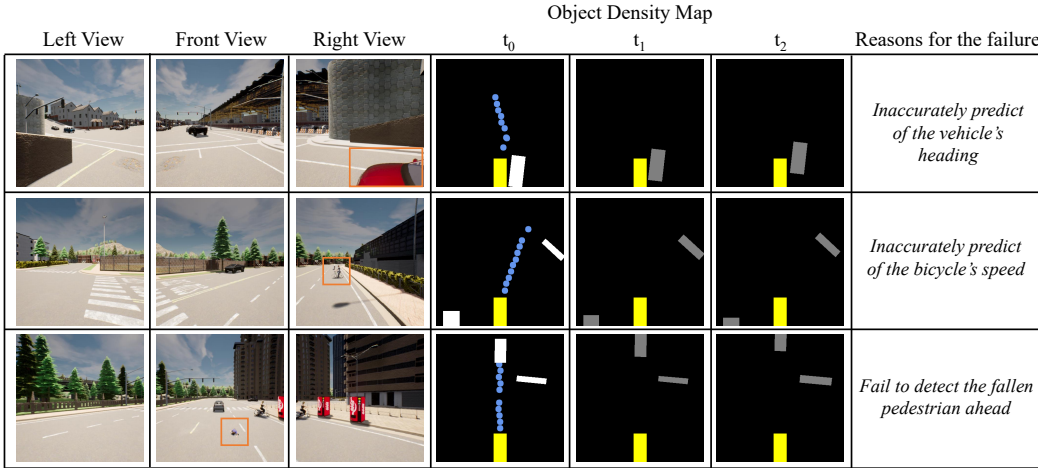 Object Density Map
Left View Front View Right View t₀ t₁ t₂ Reasons for the failure
Inaccurately predict
of the vehicle's
heading
Inaccurately predict
of the bicycle's speed
Fail to detect the fallen
pedestrian ahead